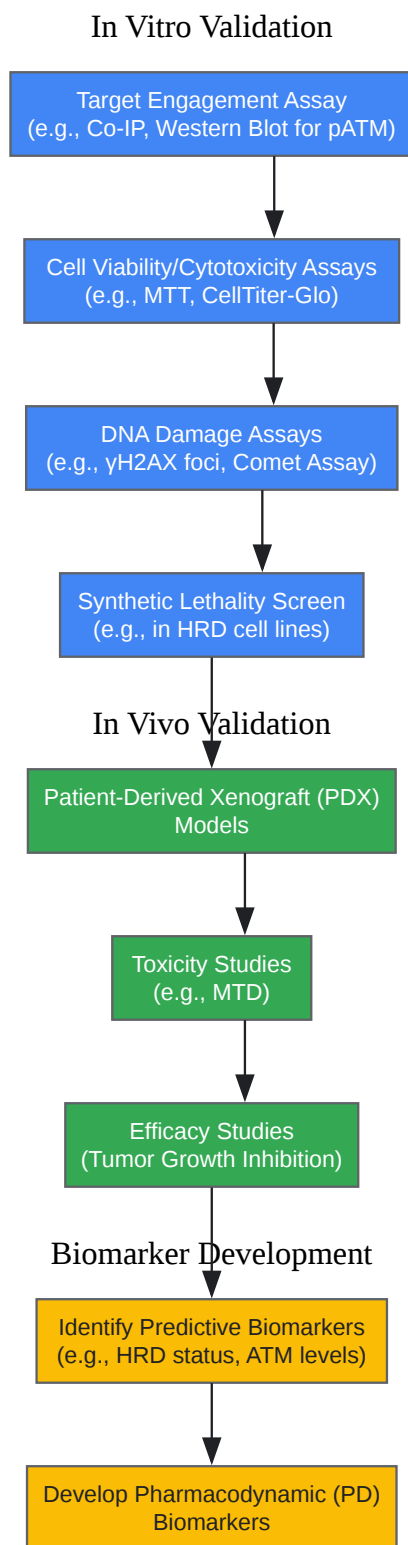 In Vitro Validation
Target Engagement Assay
(e.g., Co-IP, Western Blot for pATM)
Cell Viability/Cytotoxicity Assays
(e.g., MTT, CellTiter-Glo)
DNA Damage Assays
(e.g., γH2AX foci, Comet Assay)
Synthetic Lethality Screen
(e.g., in HRD cell lines)
In Vivo Validation
Patient-Derived Xenograft (PDX)
Models
Toxicity Studies
(e.g., MTD)
Efficacy Studies
(Tumor Growth Inhibition)
Biomarker Development
Identify Predictive Biomarkers
(e.g., HRD status, ATM levels)
Develop Pharmacodynamic (PD)
Biomarkers